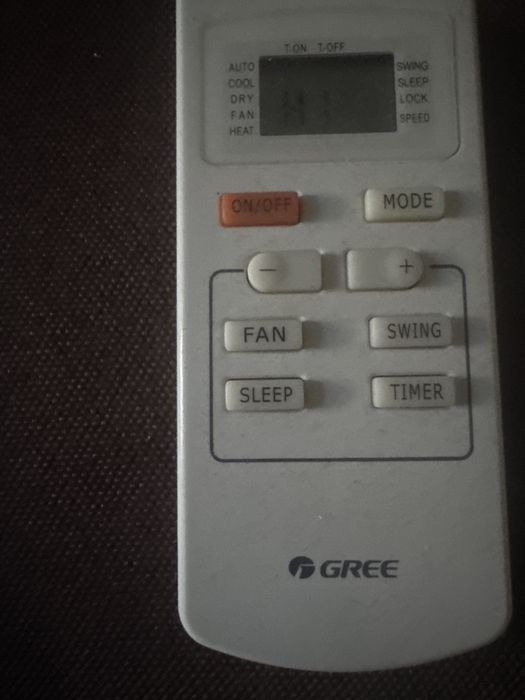 T-ON T-OFF
AUTO SWING
COOL SLEEP
DRY LOCK
FAN SPEED
HEAT
ON/OFF MODE
− +
FAN SWING
SLEEP TIMER
GREE